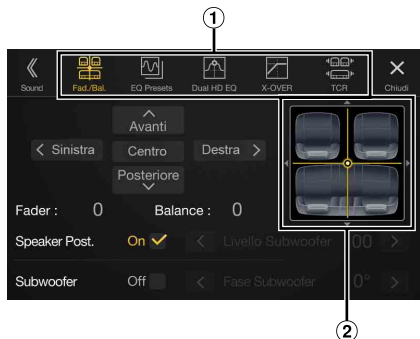 1
Sound Fad./Bal. EQ Presets Dual HD EQ X-OVER TCR Chiudi
Avanti
Sinistra Centro Destra
Posteriore
Fader : 0 Balance : 0
Speaker Post. On Livello Subwoofer 00
Subwoofer Off Fase Subwoofer 0°
2